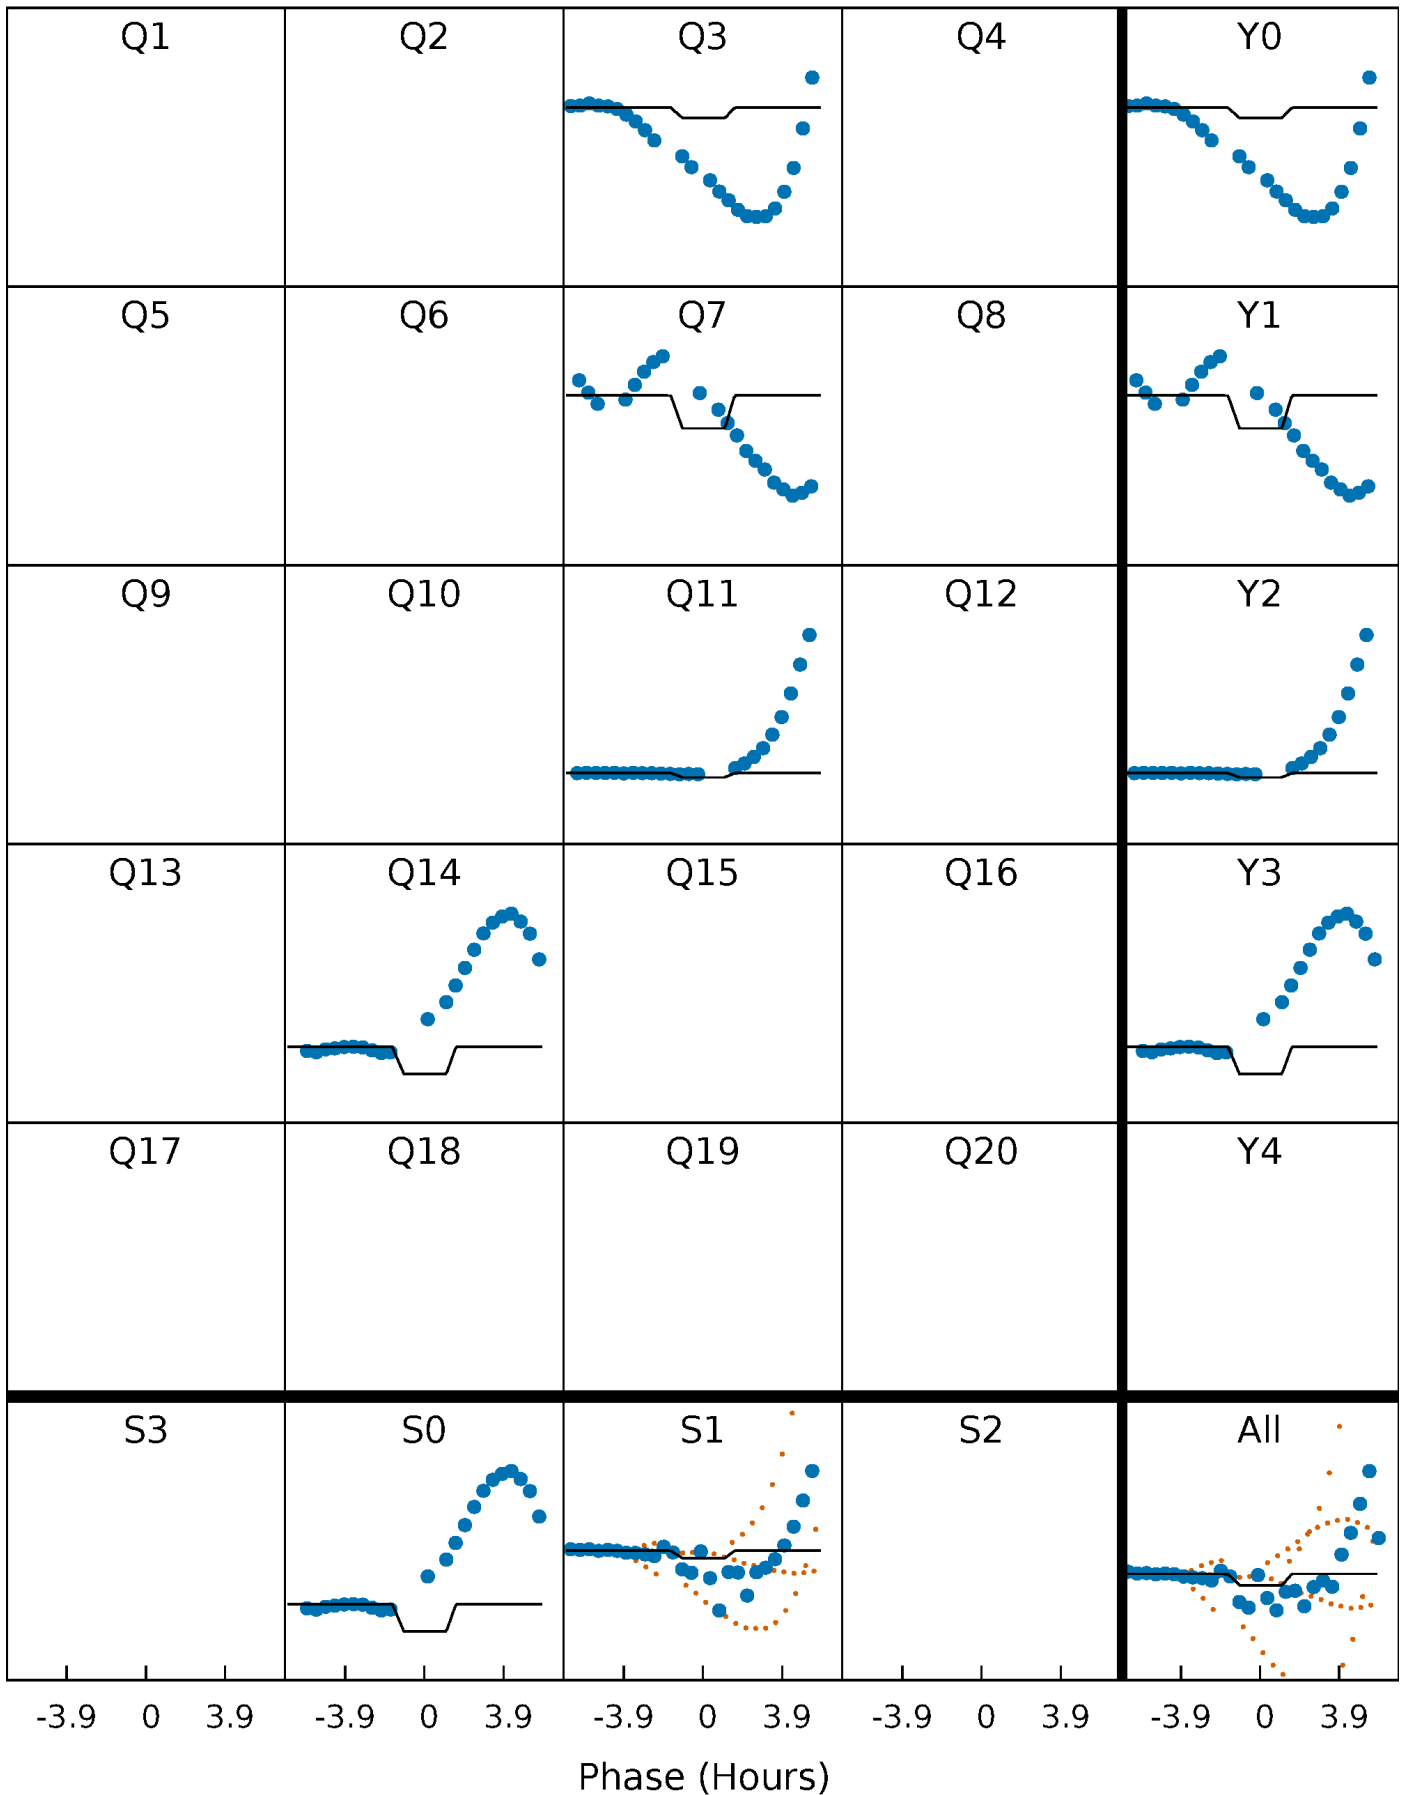 Q1 Q2 Q3 Q4 Y0
Q5 Q6 Q7 Q8 Y1
Q9 Q10 Q11 Q12 Y2
Q13 Q14 Q15 Q16 Y3
Q17 Q18 Q19 Q20 Y4
S3 S0 S1 S2 All
-3.9 0 3.9 -3.9 0 3.9 -3.9 0 3.9 -3.9 0 3.9 -3.9 0 3.9
Phase (Hours)